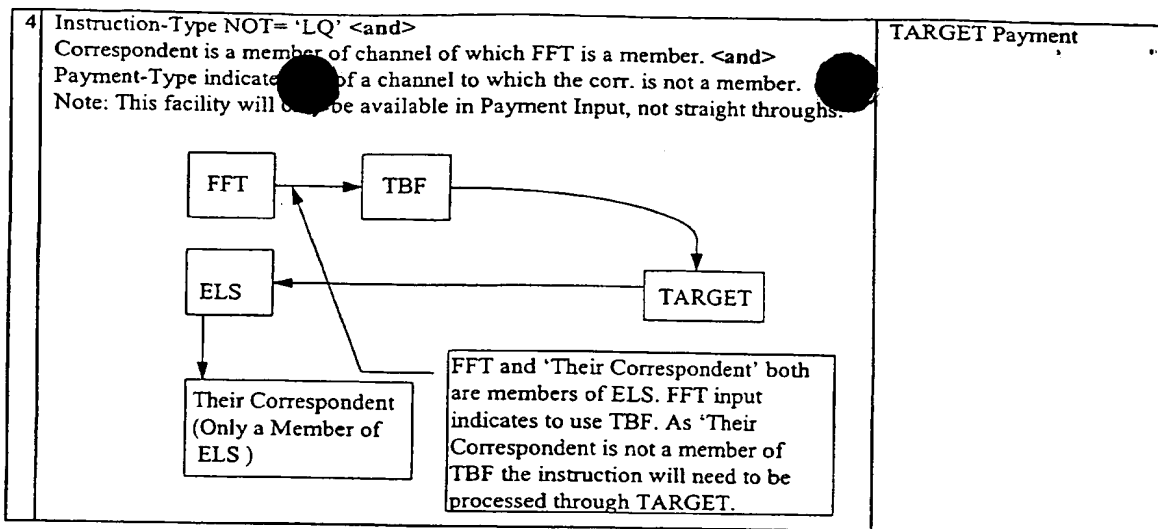 4 Instruction-Type NOT= ‘LQ’ <and>
Correspondent is a member of channel of which FFT is a member. <and>
Payment-Type indicate of a channel to which the corr. is not a member.
Note: This facility will be available in Payment Input, not straight throughs.
TARGET Payment
FFT
TBF
ELS
TARGET
Their Correspondent
(Only a Member of
ELS )
FFT and ‘Their Correspondent’ both
are members of ELS. FFT input
indicates to use TBF. As ‘Their
Correspondent is not a member of
TBF the instruction will need to be
processed through TARGET.